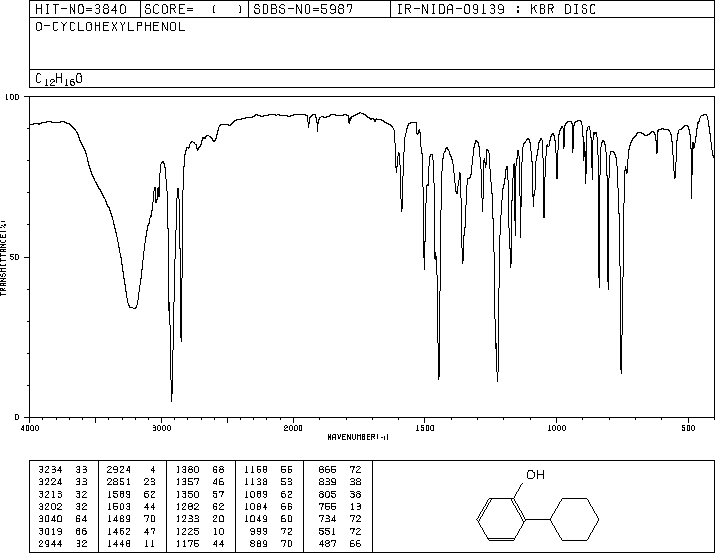 HIT-NO=3840 SCORE= ( ) SDBS-NO=5987 IR-NIDA-09139 : KBR DISC
O-CYCLOHEXYLPHENOL
C12H16O
100
50
0
TRANSMITTANCE(%)
4000 3000 2000 1500 1000 500
WAVENUMBER(-1)
3234 33 2924 4 1380 68 1168 66 866 72
3224 33 2851 23 1357 46 1138 53 839 38
3213 32 1589 62 1350 57 1089 62 805 38
3202 32 1503 44 1282 62 1084 66 755 13
3040 64 1489 70 1233 20 1049 60 734 72
3019 66 1462 47 1225 10 999 72 551 72
2944 32 1448 11 1175 44 889 70 487 66
OH